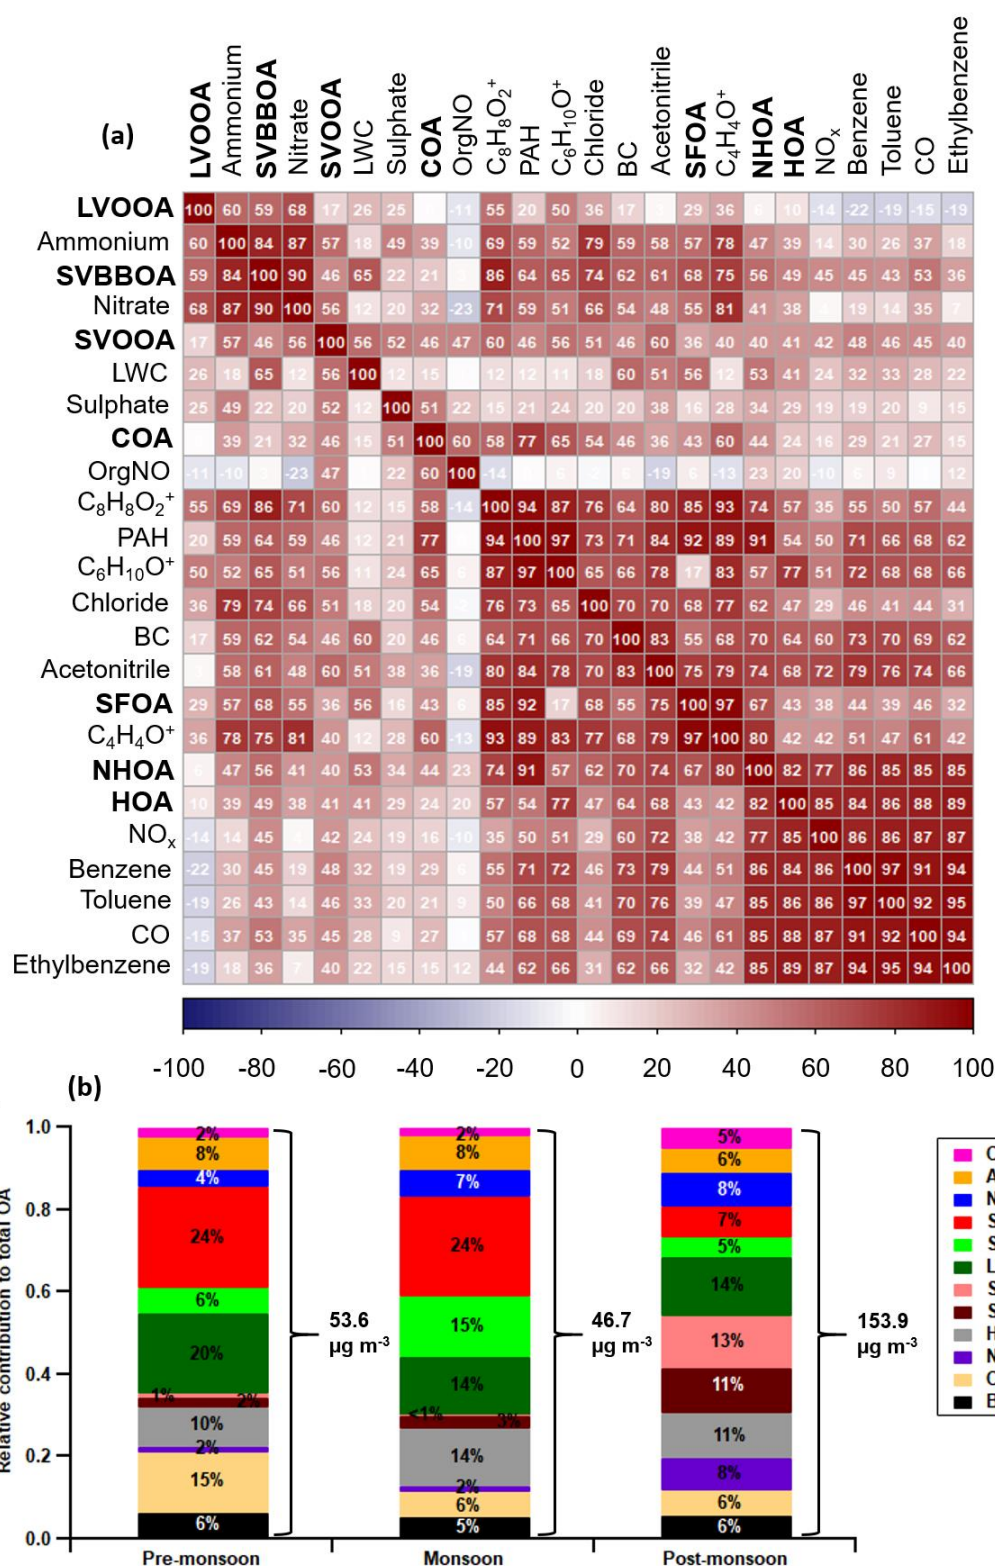 (a)
LVOOA Ammonium SVBBOA Nitrate SVOOA LWC Sulphate COA OrgNO C₈H₈O₂⁺ PAH C₆H₁₀O⁺ Chloride BC Acetonitrile SFOA C₄H₄O⁺ NHOA HOA NOₓ Benzene Toluene CO Ethylbenzene
LVOOA 100 60 59 68 17 26 25 -11 55 20 50 36 17 29 36 6 10 -14 -22 -19 -15 -19
Ammonium 60 100 84 87 57 18 49 39 -10 69 59 52 79 59 58 57 78 47 39 14 30 26 37 18
SVBBOA 59 84 100 90 46 65 22 21 86 64 65 74 62 61 68 75 56 49 45 45 43 53 36
Nitrate 68 87 90 100 56 12 20 32 -23 71 59 51 66 54 48 55 81 41 38 19 14 35 7
SVOOA 17 57 46 56 100 56 52 46 47 60 46 56 51 46 60 36 40 40 41 42 48 46 45 40
LWC 26 18 65 12 56 100 12 15 12 12 11 18 60 51 56 12 53 41 24 32 33 28 22
Sulphate 25 49 22 20 52 12 100 51 22 15 21 24 20 20 38 16 28 34 29 19 19 20 9 15
COA 39 21 32 46 15 51 100 60 58 77 65 54 46 36 43 60 44 24 16 29 21 27 15
OrgNO -11 -10 -23 47 22 60 100 -14 6 6 -19 6 -13 23 20 -10 6 9 12
C₈H₈O₂⁺ 55 69 86 71 60 12 15 58 -14 100 94 87 76 64 80 85 93 74 57 35 55 50 57 44
PAH 20 59 64 59 46 12 21 77 94 100 97 73 71 84 92 89 91 54 50 71 66 68 62
C₆H₁₀O⁺ 50 52 65 51 56 11 24 65 6 87 97 100 65 66 78 17 83 57 77 51 72 68 68 66
Chloride 36 79 74 66 51 18 20 54 76 73 65 100 70 70 68 77 62 47 29 46 41 44 31
BC 17 59 62 54 46 60 20 46 6 64 71 66 70 100 83 55 68 70 64 60 73 70 69 62
Acetonitrile 58 61 48 60 51 38 36 -19 80 84 78 70 83 100 75 79 74 68 72 79 76 74 66
SFOA 29 57 68 55 36 56 16 43 6 85 92 17 68 55 75 100 97 67 43 38 44 39 46 32
C₄H₄O⁺ 36 78 75 81 40 12 28 60 -13 93 89 83 77 68 79 97 100 80 42 42 51 47 61 42
NHOA 6 47 56 41 40 53 34 44 23 74 91 57 62 70 74 67 80 100 82 77 86 85 85 85
HOA 10 39 49 38 41 41 29 24 20 57 54 77 47 64 68 43 42 82 100 85 84 86 88 89
NOₓ -14 14 45 42 24 19 16 -10 35 50 51 29 60 72 38 42 77 85 100 86 86 87 87
Benzene -22 30 45 19 48 32 19 29 6 55 71 72 46 73 79 44 51 86 84 86 100 97 91 94
Toluene -19 26 43 14 46 33 20 21 9 50 66 68 41 70 76 39 47 85 86 86 97 100 92 95
CO -15 37 53 35 45 28 9 27 57 68 68 44 69 74 46 61 85 88 87 91 92 100 94
Ethylbenzene -19 18 36 7 40 22 15 15 12 44 62 66 31 62 66 32 42 85 89 87 94 95 94 100
-100 -80 -60 -40 -20 0 20 40 60 80 100
(b)
Relative contribution to total OA
1.0
0.8
0.6
0.4
0.2
0.0
2%
8%
4%
24%
6%
20%
1% 2%
10%
2%
15%
6%
53.6
µg m⁻³
Pre-monsoon
2%
8%
7%
24%
15%
14%
<1% 3%
14%
2%
6%
5%
46.7
µg m⁻³
Monsoon
5%
6%
8%
7%
5%
14%
13%
11%
11%
8%
6%
6%
153.9
µg m⁻³
Post-monsoon
A
N
S
S
L
S
S
H
N